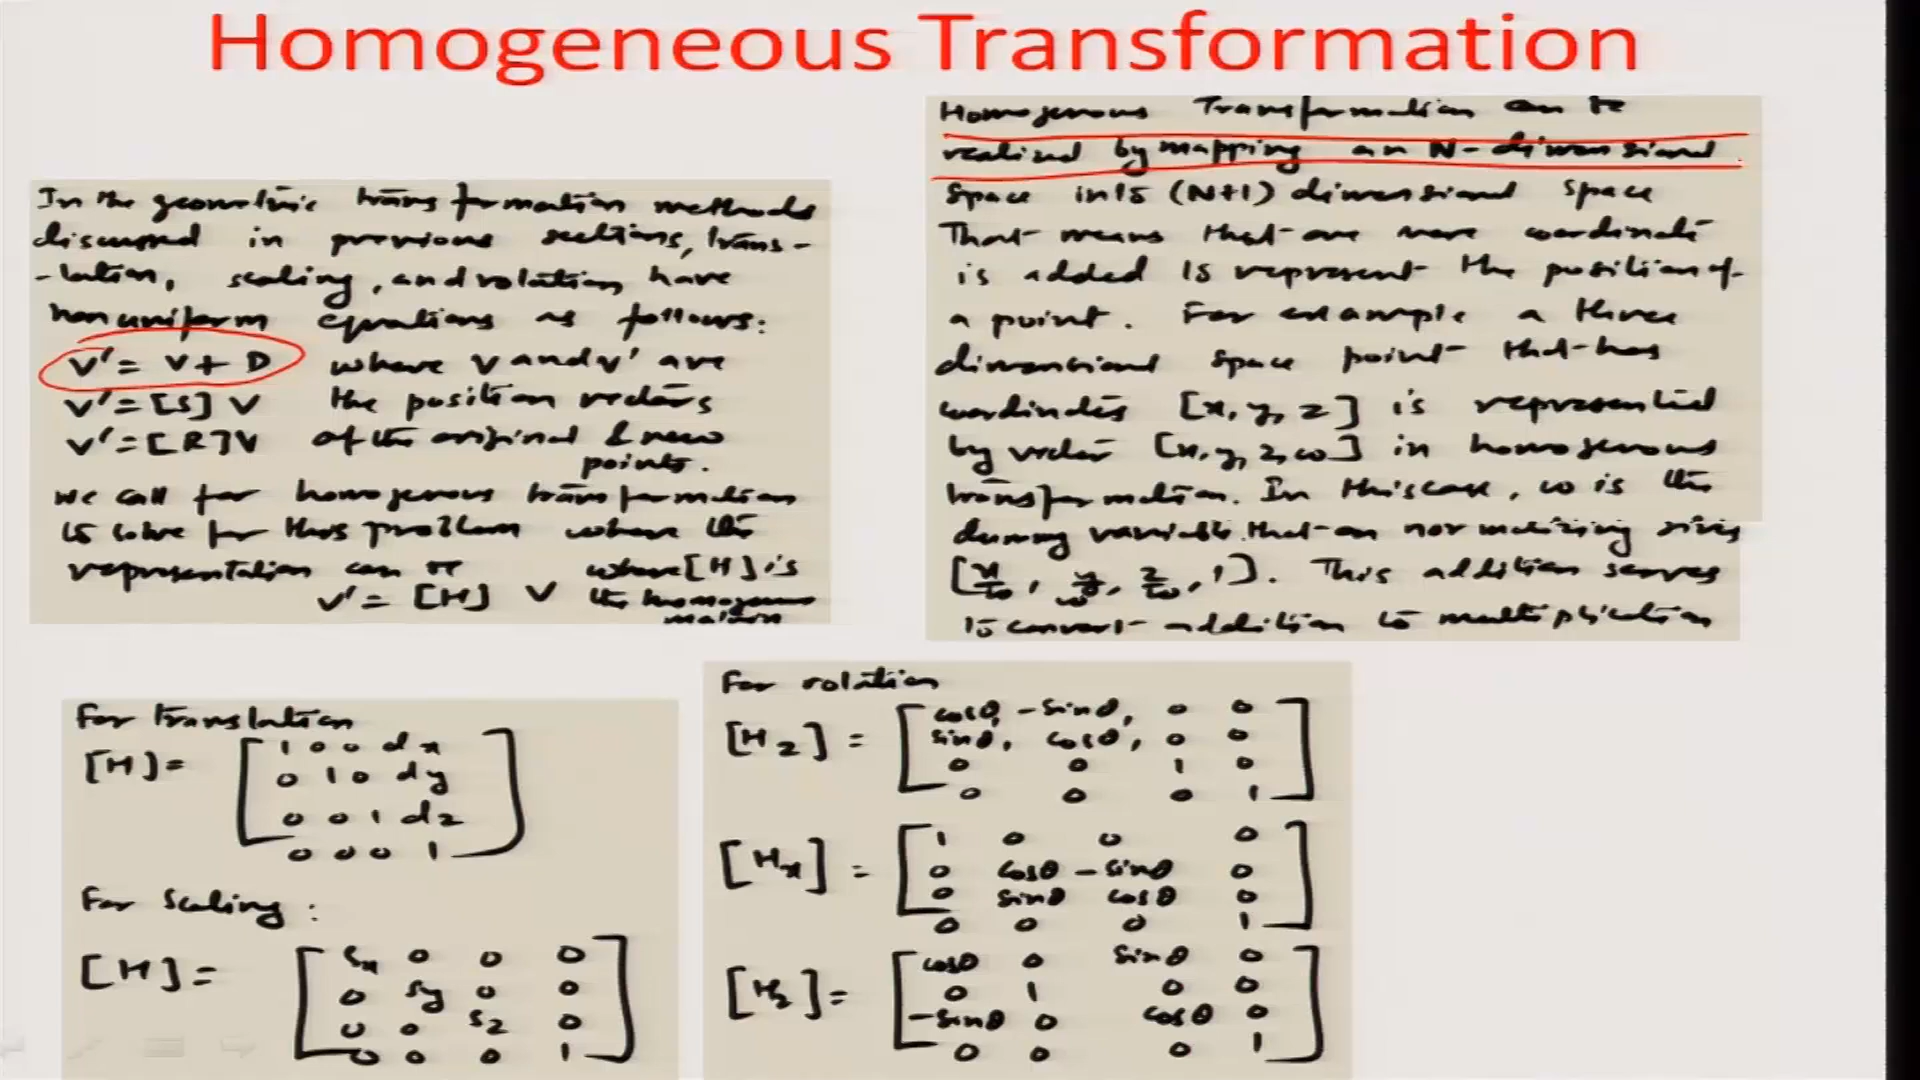 Homogeneous Transformation
In the geometric transformation methods
discussed in previous sections, trans-
-lation, scaling, and rotation have
nonuniform equations as follows:
V' = V + D where V and V' are
V' = [S] V the position vectors
V' = [R] V of the original & new
points.
We call for homogenous transformation
to solve for this problem where the
representation can be where [H] is
V' = [H] V the homogenous
matrix
Homogenous Transformation can be
realized by mapping an N-dimensional
Space into (N+1) dimensional space
That means that one more coordinate
is added to represent the position of
a point. For example a three
dimensional space point that has
coordinates [x, y, z] is represented
by vector [x, y, z, ω] in homogenous
transformation. In this case, ω is the
dummy variable that on normalizing gives
[x/ω, y/ω, z/ω, 1]. This addition serves
to convert addition to multiplication
For translation
[H] =
1 0 0 dx
0 1 0 dy
0 0 1 dz
0 0 0 1
For Scaling :
[H] =
Sx 0 0 0
0 Sy 0 0
0 0 Sz 0
0 0 0 1
For rotation
[Hz] =
cosθ, -sinθ, 0 0
sinθ, cosθ, 0 0
0 0 1 0
0 0 0 1
[Hx] =
1 0 0 0
0 cosθ -sinθ 0
0 sinθ cosθ 0
0 0 0 1
[H] =
cosθ 0 sinθ 0
0 1 0 0
-sinθ 0 cosθ 0
0 0 0 1